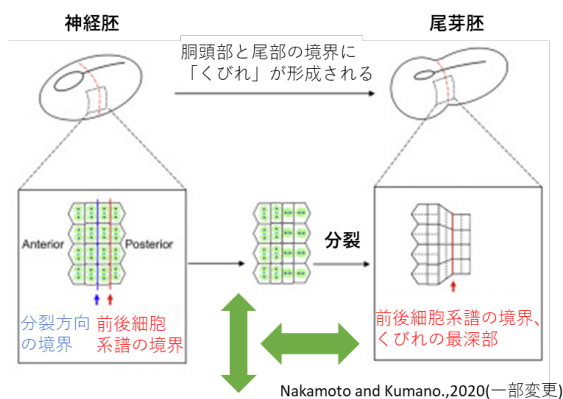 神経胚
尾芽胚
胴頭部と尾部の境界に
「くびれ」が形成される
Anterior
Posterior
分裂
分裂方向
の境界
前後細胞
系譜の境界
前後細胞系譜の境界、
くびれの最深部
Nakamoto and Kumano.,2020(一部変更)